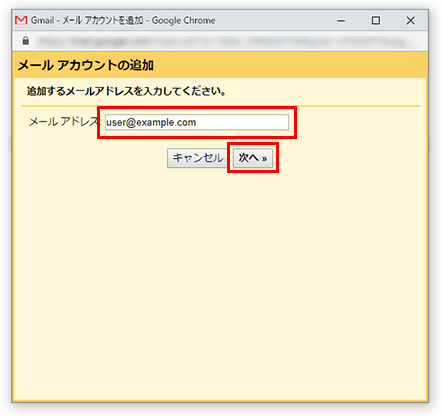 Gmail - メール アカウントを追加 - Google Chrome
メール アカウントの追加
追加するメールアドレスを入力してください。
メール アドレス: user@example.com
キャンセル 次へ »